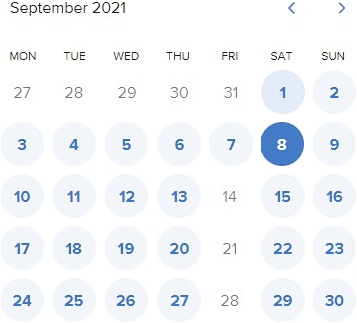 September 2021
MON TUE WED THU FRI SAT SUN
27 28 29 30 31 1 2
3 4 5 6 7 8 9
10 11 12 13 14 15 16
17 18 19 20 21 22 23
24 25 26 27 28 29 30